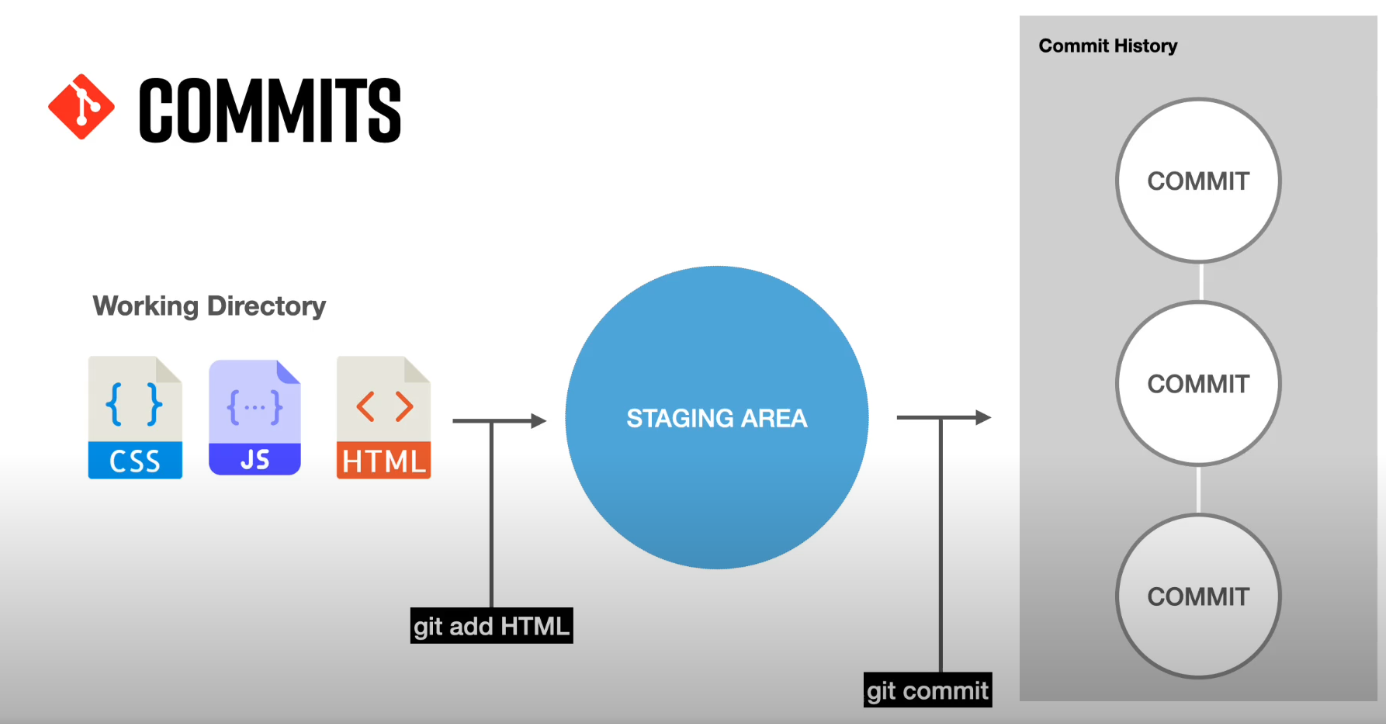 COMMITS
Commit History
COMMIT
Working Directory
{ }
CSS
{...}
JS
< >
HTML
STAGING AREA
COMMIT
git add HTML
COMMIT
git commit